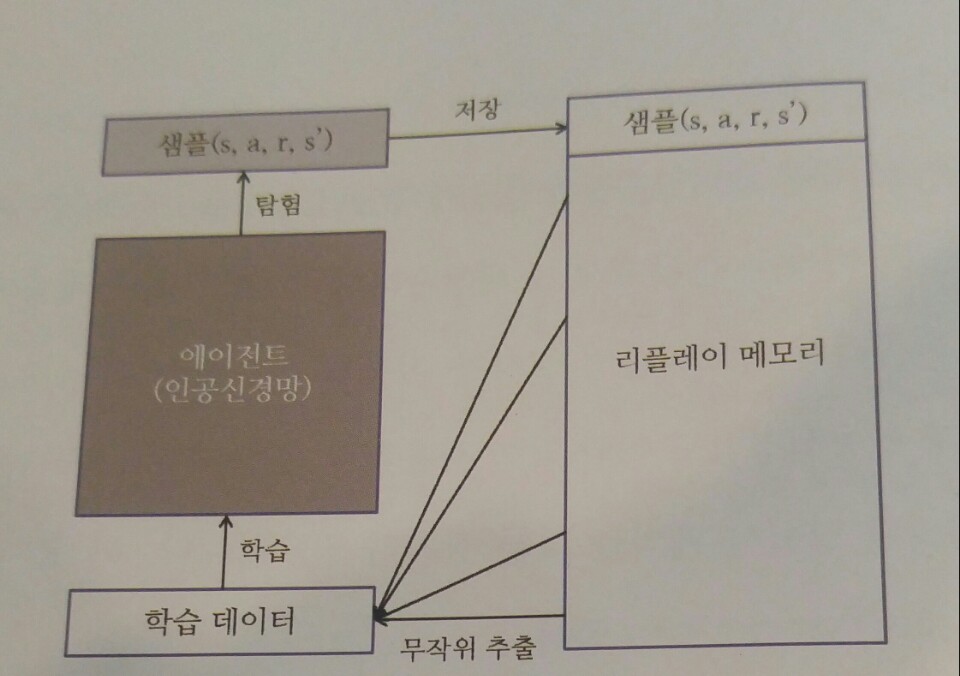 샘플(s, a, r, s')
저장
샘플(s, a, r, s')
탐험
에이전트
(인공신경망)
리플레이 메모리
학습
학습 데이터
무작위 추출